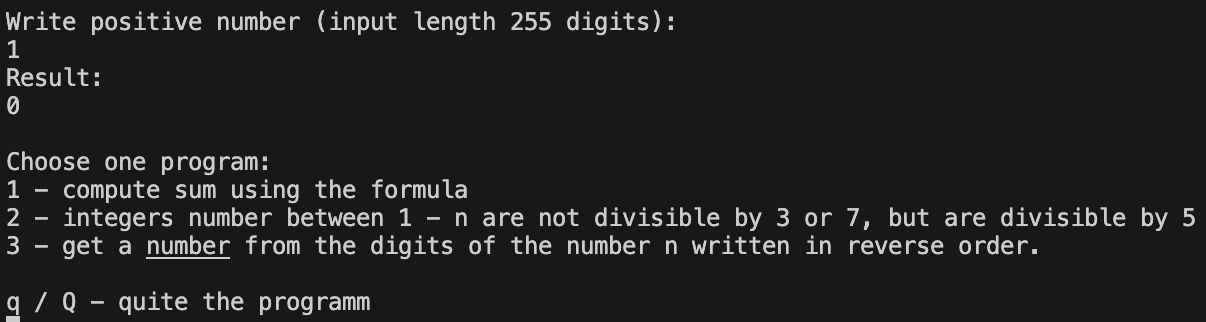 Write positive number (input length 255 digits):
1
Result:
0
Choose one program:
1 – compute sum using the formula
2 – integers number between 1 – n are not divisible by 3 or 7, but are divisible by 5
3 – get a number from the digits of the number n written in reverse order.
q / Q – quite the programm